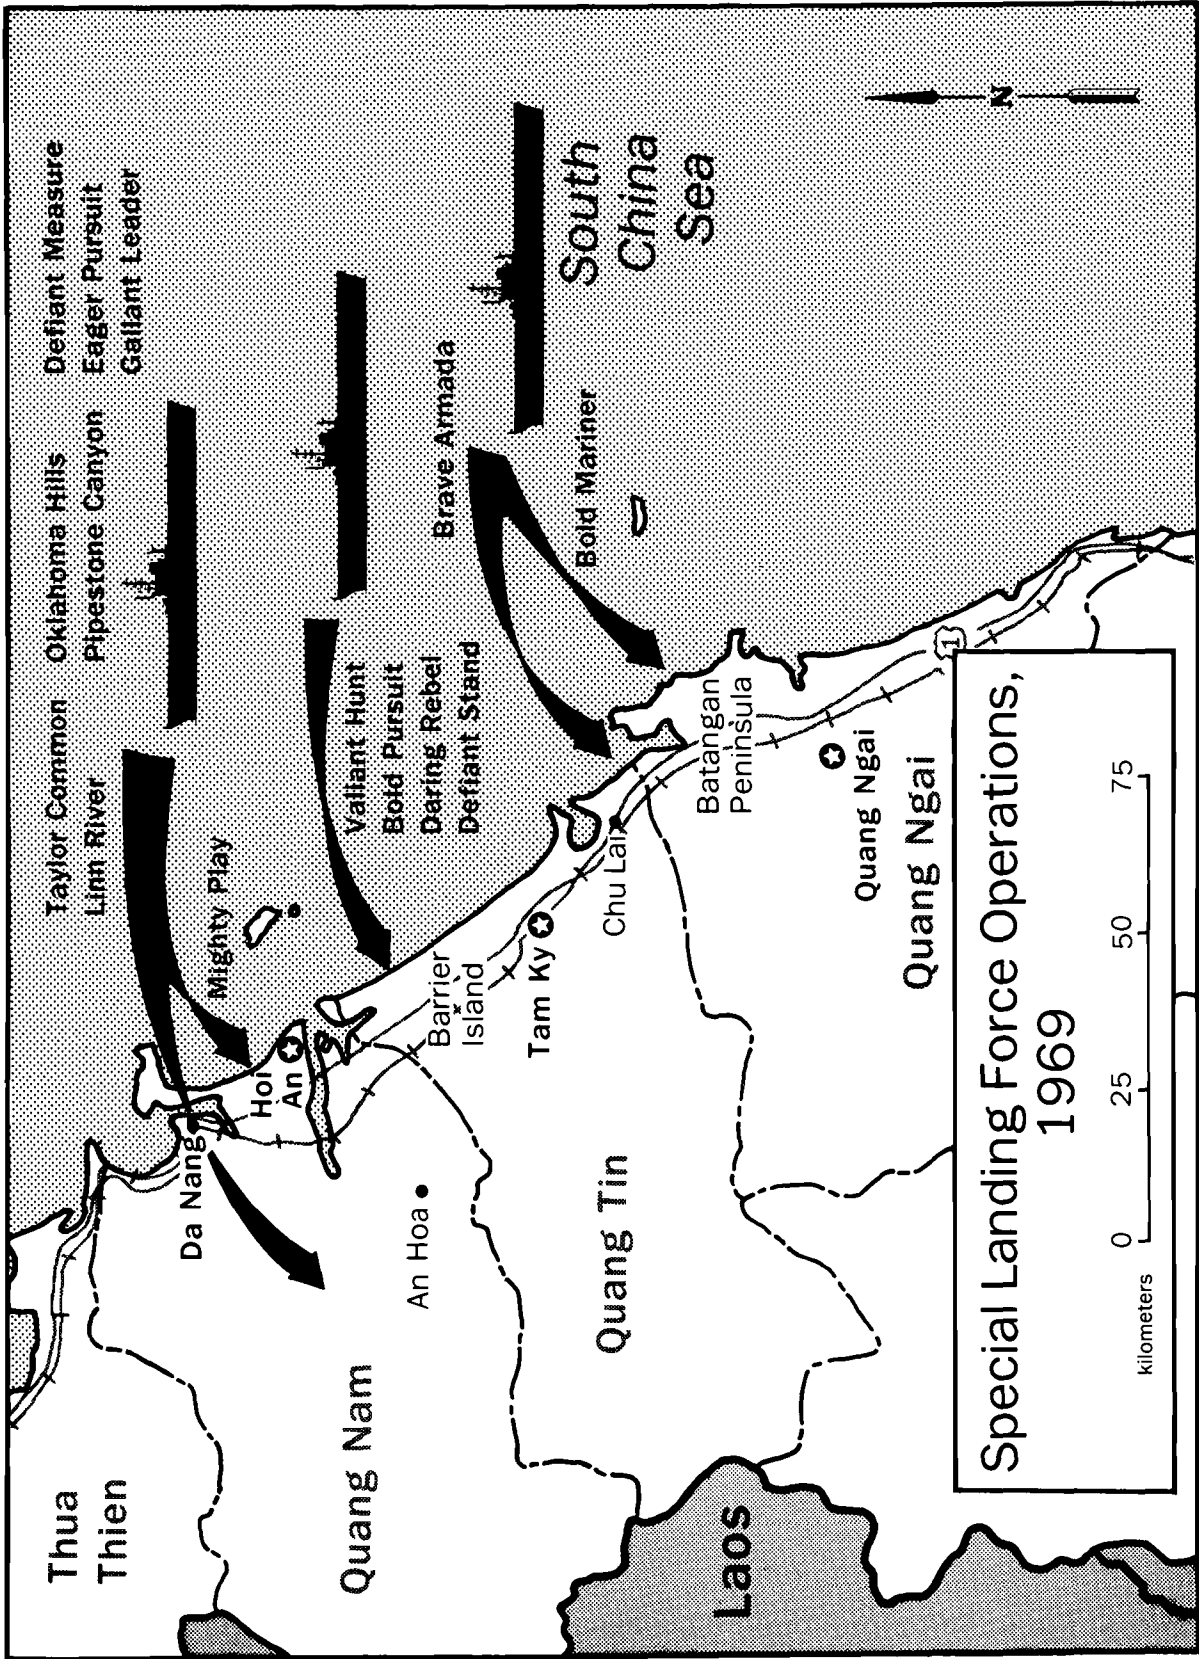 Thua
Thien
Taylor Common
Linn River
Oklahoma Hills
Pipestone Canyon
Defiant Measure
Eager Pursuit
Gallant Leader
Mighty Play
Da Nang
Hoi
An
Quang Nam
An Hoa
Valiant Hunt
Bold Pursuit
Daring Rebel
Defiant Stand
Barrier
Island
Brave Armada
Tam Ky
Bold Mariner
South
China
Sea
Quang Tin
Chu Lai
Batangan
Peninsula
Laos
Quang Ngai
Quang Ngai
1
N
Special Landing Force Operations,
1969
kilometers
0 25 50 75